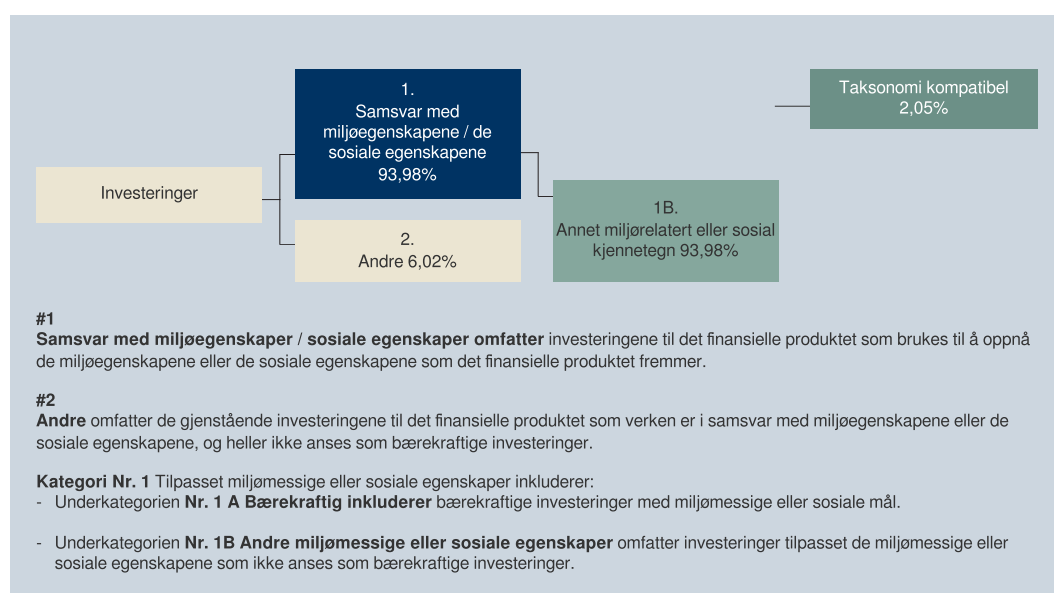 1.
Samsvar med
miljøegenskapene / de
sosiale egenskapene
93,98%
Taksonomi kompatibel
2,05%
Investeringer
1B.
Annet miljørelatert eller sosial
kjennetegn 93,98%
2.
Andre 6,02%
#1
Samsvar med miljøegenskaper / sosiale egenskaper omfatter investeringene til det finansielle produktet som brukes til å oppnå
de miljøegenskapene eller de sosiale egenskapene som det finansielle produktet fremmer.
#2
Andre omfatter de gjenstående investeringene til det finansielle produktet som verken er i samsvar med miljøegenskapene eller de
sosiale egenskapene, og heller ikke anses som bærekraftige investeringer.
Kategori Nr. 1 Tilpasset miljømessige eller sosiale egenskaper inkluderer:
- Underkategorien Nr. 1 A Bærekraftig inkluderer bærekraftige investeringer med miljømessige eller sosiale mål.
- Underkategorien Nr. 1B Andre miljømessige eller sosiale egenskaper omfatter investeringer tilpasset de miljømessige eller
sosiale egenskapene som ikke anses som bærekraftige investeringer.